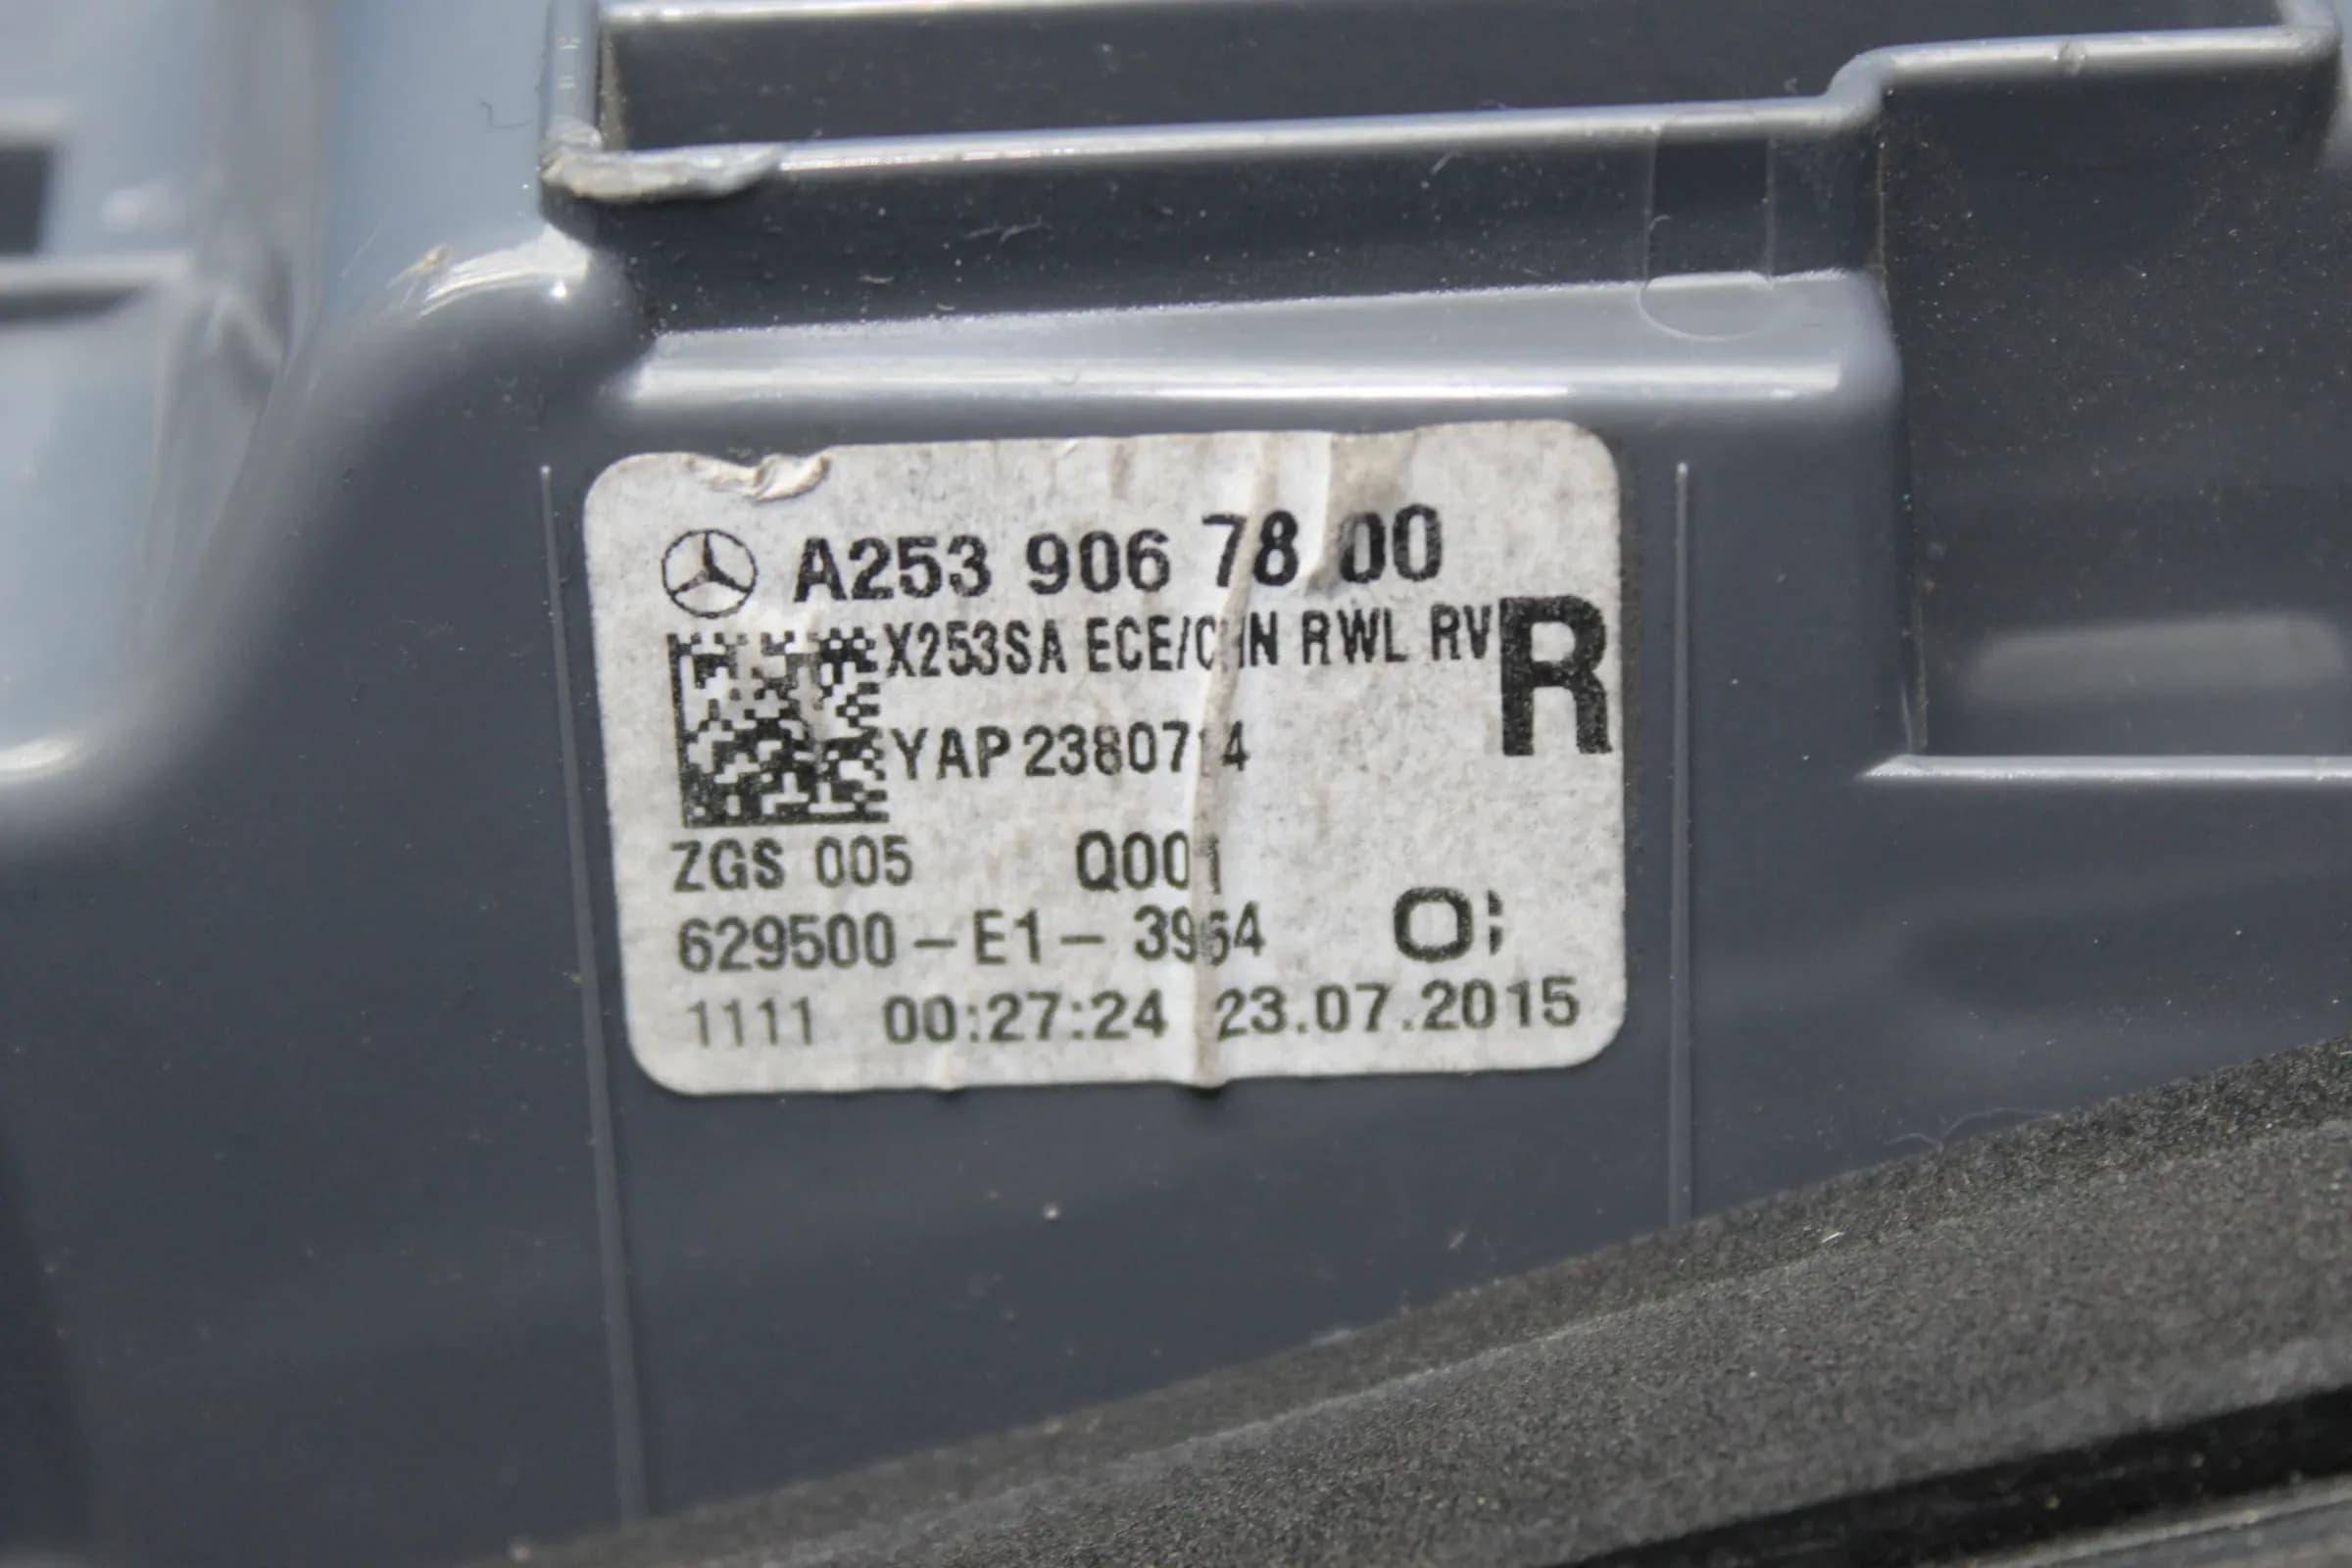 A253 906 78 00
X253SA ECE/CHN RWL RV R
ZGS 005 Q001
629500-E1-3964
1111 00:27:24 23.07.2015